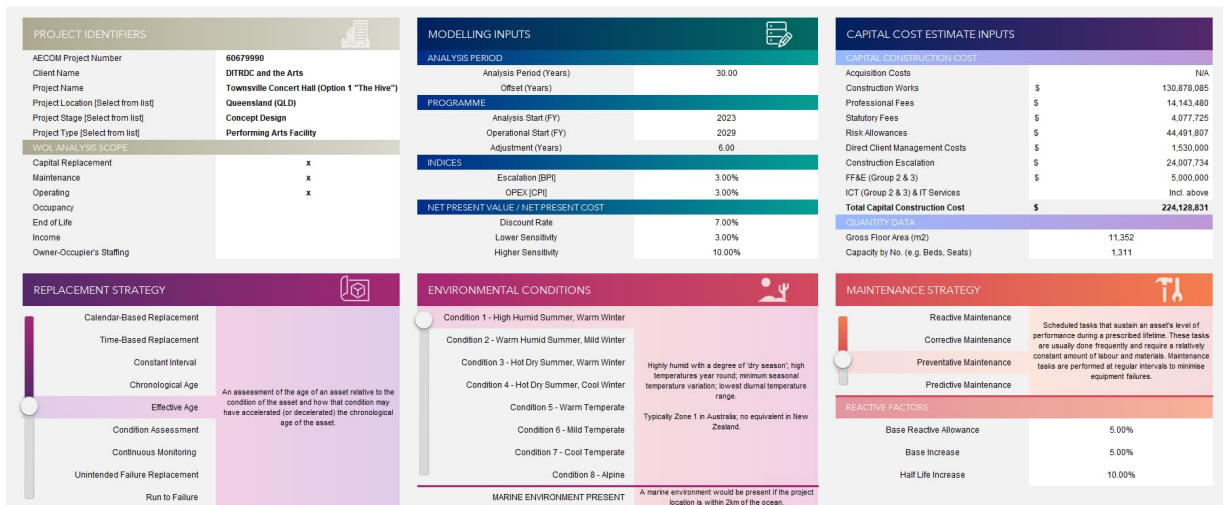 PROJECT IDENTIFIERS
AECOM Project Number 60679990
Client Name DITRDC and the Arts
Project Name Townsville Concert Hall (Option 1 "The Hive")
Project Location [Select from list] Queensland (QLD)
Project Stage [Select from list] Concept Design
Project Type [Select from list] Performing Arts Facility
WOL ANALYSIS SCOPE
Capital Replacement x
Maintenance x
Operating x
Occupancy
End of Life
Income
Owner-Occupier's Staffing
MODELLING INPUTS
ANALYSIS PERIOD
Analysis Period (Years) 30.00
Offset (Years)
PROGRAMME
Analysis Start (FY) 2023
Operational Start (FY) 2029
Adjustment (Years) 6.00
INDICES
Escalation [BPI] 3.00%
OPEX [CPI] 3.00%
NET PRESENT VALUE / NET PRESENT COST
Discount Rate 7.00%
Lower Sensitivity 3.00%
Higher Sensitivity 10.00%
CAPITAL COST ESTIMATE INPUTS
CAPITAL CONSTRUCTION COST
Acquisition Costs N/A
Construction Works $ 130,878,085
Professional Fees $ 14,143,480
Statutory Fees $ 4,077,725
Risk Allowances $ 44,491,807
Direct Client Management Costs $ 1,530,000
Construction Escalation $ 24,007,734
FF&E (Group 2 & 3) $ 5,000,000
ICT (Group 2 & 3) & IT Services Incl. above
Total Capital Construction Cost $ 224,128,831
QUANTITY DATA
Gross Floor Area (m2) 11,352
Capacity by No. (e.g. Beds, Seats) 1,311
REPLACEMENT STRATEGY
Calendar-Based Replacement
Time-Based Replacement
Constant Interval
Chronological Age
Effective Age
Condition Assessment
Continuous Monitoring
Unintended Failure Replacement
Run to Failure
An assessment of the age of an asset relative to the
condition of the asset and how that condition may
have accelerated (or decelerated) the chronological
age of the asset.
ENVIRONMENTAL CONDITIONS
Condition 1 - High Humid Summer, Warm Winter
Condition 2 - Warm Humid Summer, Mild Winter
Condition 3 - Hot Dry Summer, Warm Winter
Condition 4 - Hot Dry Summer, Cool Winter
Condition 5 - Warm Temperate
Condition 6 - Mild Temperate
Condition 7 - Cool Temperate
Condition 8 - Alpine
Highly humid with a degree of 'dry season'; high
temperatures year round; minimum seasonal
temperature variation; lowest diurnal temperature
range.
Typically Zone 1 in Australia; no equivalent in New
Zealand.
MARINE ENVIRONMENT PRESENT
A marine environment would be present if the project
location is within 2km of the ocean.
MAINTENANCE STRATEGY
Reactive Maintenance
Corrective Maintenance
Preventative Maintenance
Predictive Maintenance
Scheduled tasks that sustain an asset's level of
performance during a prescribed lifetime. These tasks
are usually done frequently and require a relatively
constant amount of labour and materials. Maintenance
tasks are performed at regular intervals to minimise
equipment failures.
REACTIVE FACTORS
Base Reactive Allowance 5.00%
Base Increase 5.00%
Half Life Increase 10.00%